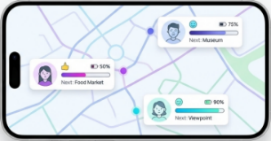 75%
Next: Museum
50%
Next: Food Market
90%
Next: Viewpoint